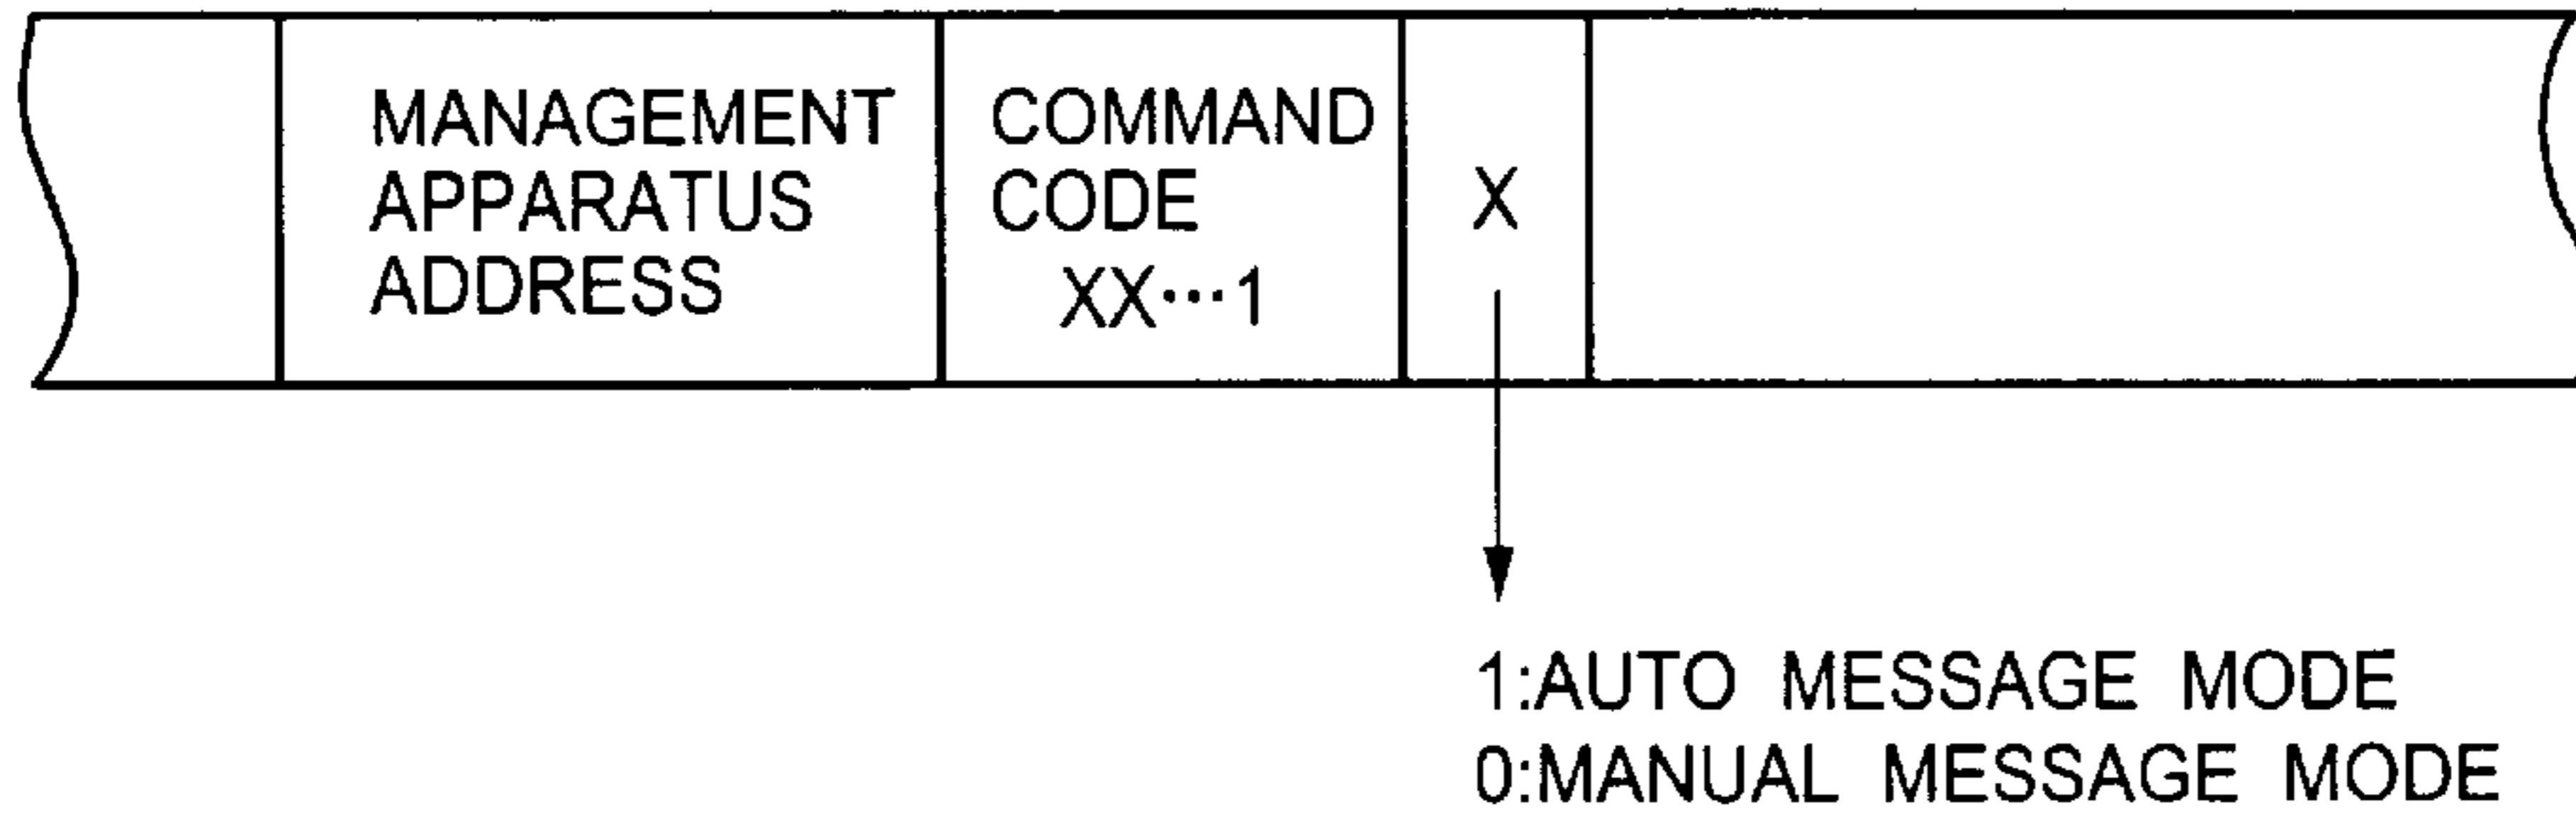 MANAGEMENT
APPARATUS
ADDRESS
COMMAND
CODE
XX···1
X
1:AUTO MESSAGE MODE
0:MANUAL MESSAGE MODE